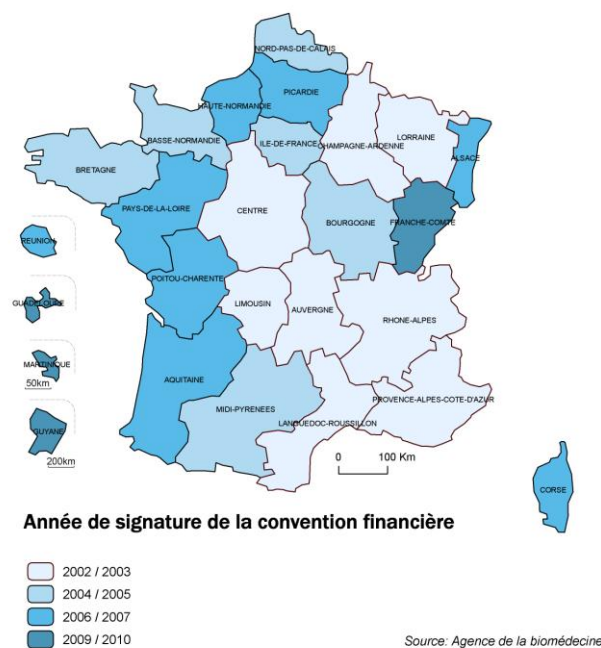 NORD-PAS-DE-CALAIS
PICARDIE
HAUTE-NORMANDIE
BASSE-NORMANDIE
ILE-DE-FRANCE
CHAMPAGNE-ARDENNE
LORRAINE
ALSACE
BRETAGNE
PAYS-DE-LA-LOIRE
CENTRE
BOURGOGNE
FRANCHE-COMTE
REUNION
POITOU-CHARENTE
LIMOUSIN
AUVERGNE
RHONE-ALPES
GUADELOUPE
MARTINIQUE
50km
AQUITAINE
MIDI-PYRENEES
LANGUEDOC-ROUSSILLON
PROVENCE-ALPES-COTE-D'AZUR
GUYANE
200km
0 100 Km
CORSE
Année de signature de la convention financière
2002 / 2003
2004 / 2005
2006 / 2007
2009 / 2010
Source: Agence de la biomédecine